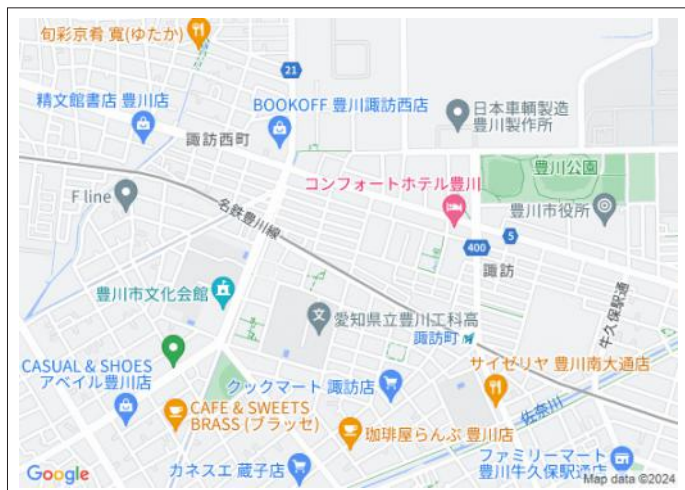 旬彩京肴 寛(ゆたか)
21
精文館書店 豊川店
BOOKOFF 豊川諏訪西店
日本車輌製造
豊川製作所
諏訪西町
豊川公園
コンフォートホテル豊川
F line
名鉄豊川線
豊川市役所
5
400
諏訪
豊川市文化会館
愛知県立豊川工科高
牛久保駅通
諏訪町
CASUAL & SHOES
アベイル豊川店
サイゼリヤ 豊川南大通店
クックマート 諏訪店
佐奈川
CAFE & SWEETS
BRASS (ブラッセ)
珈琲屋らんぷ 豊川店
ファミリーマート
豊川牛久保駅通店
カネスエ 蔵子店
Google
Map data ©2024